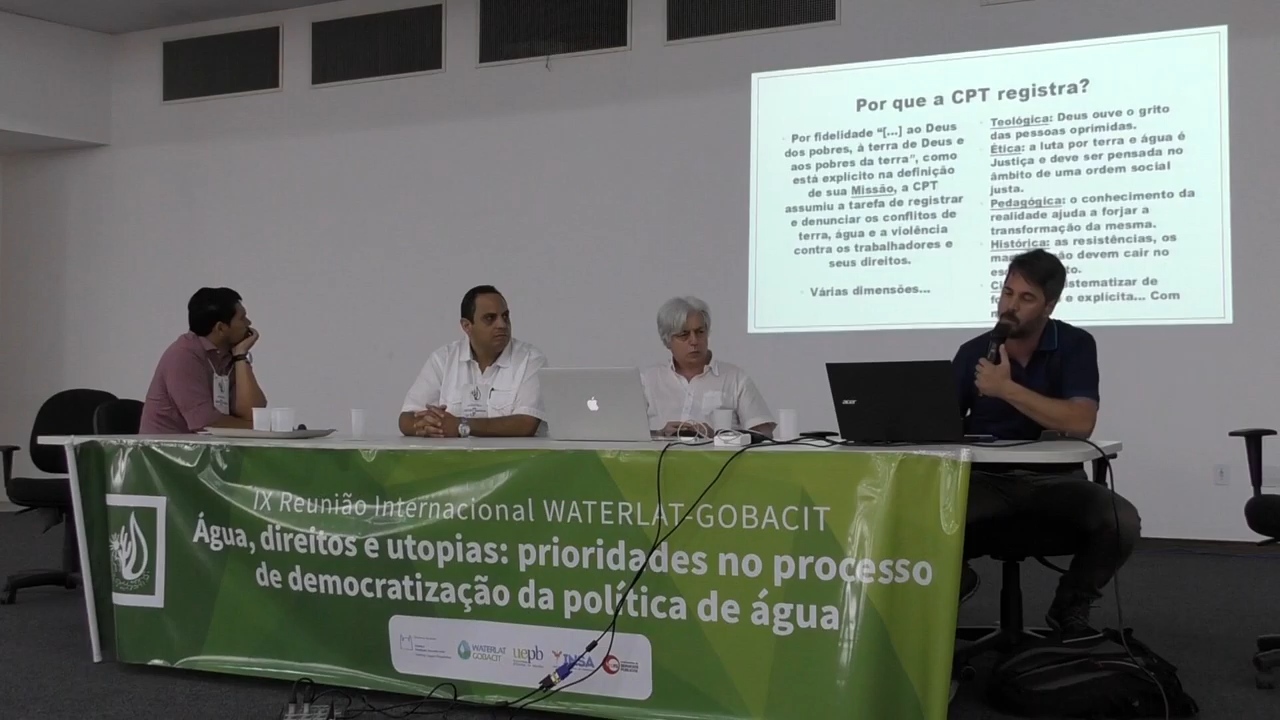 Por que a CPT registra?
Por fidelidade “[...] ao Deus
dos pobres, à terra de Deus e
aos pobres da terra”, como
está explícito na definição
de sua Missão, a CPT
assumiu a tarefa de registrar
e denunciar os conflitos de
terra, água e a violência
contra os trabalhadores e
seus direitos.
Várias dimensões...
Teológica: Deus ouve o grito
das pessoas oprimidas.
Ética: a luta por terra e água é
Justiça e deve ser pensada no
âmbito de uma ordem social
justa.
Pedagógica: o conhecimento da
realidade ajuda a forjar a
transformação da mesma.
Histórica: as resistências, os
devem cair no
sistematizar de
e explícita... Com
acer
IX Reunião Internacional WATERLAT-GOBACIT
Água, direitos e utopias: prioridades no processo
de democratização da política de água
WATERLAT
GOBACIT
uepb
INSA